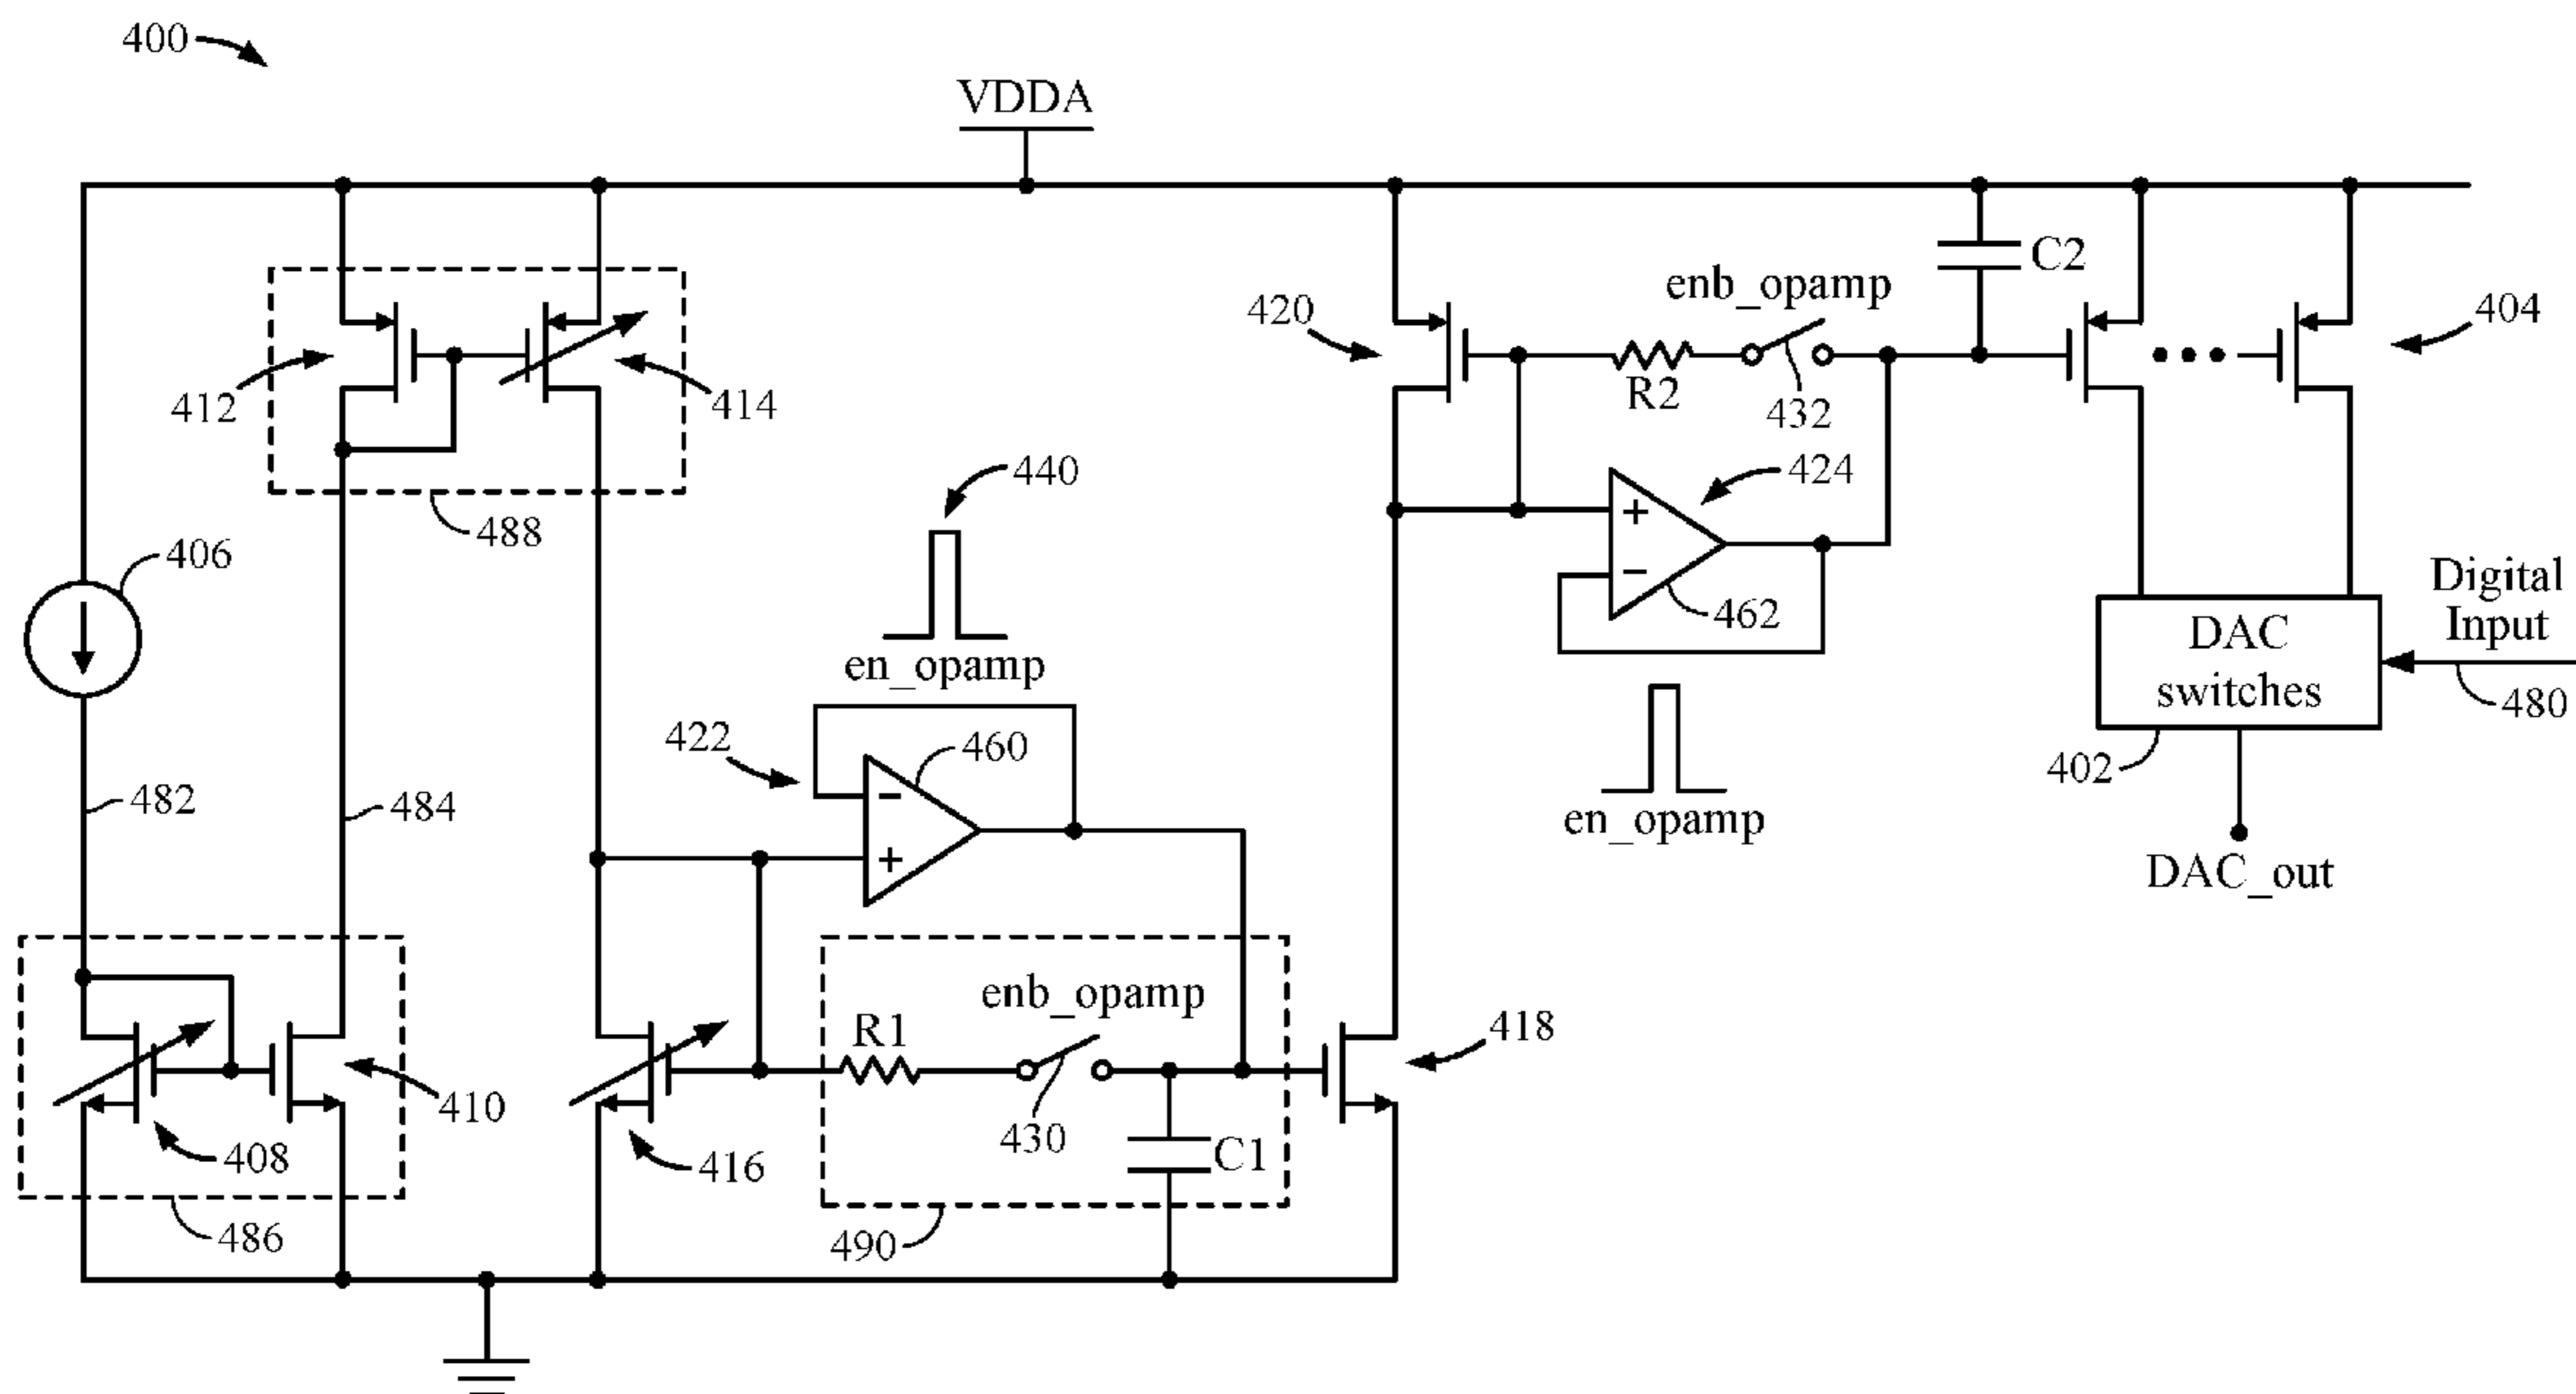 400
VDDA
C2
enb_opamp
420
404
412
414
R2
432
440
424
488
406
462
Digital
Input
en_opamp
DAC
switches
480
422
460
402
482
484
en_opamp
DAC_out
+
−
−
+
enb_opamp
R1
418
410
430
C1
408
416
486
490